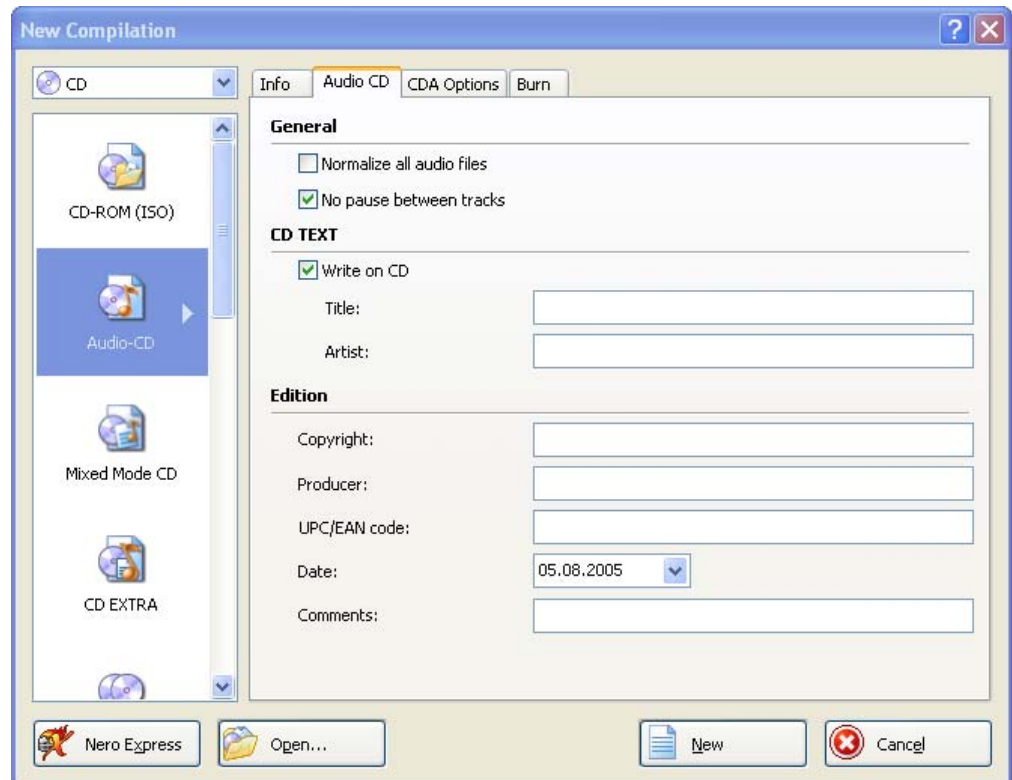 New Compilation
CD
Info Audio CD CDA Options Burn
CD-ROM (ISO)
Audio-CD
Mixed Mode CD
CD EXTRA
General
Normalize all audio files
No pause between tracks
CD TEXT
Write on CD
Title:
Artist:
Edition
Copyright:
Producer:
UPC/EAN code:
Date: 05.08.2005
Comments:
Nero Express Open... New Cancel